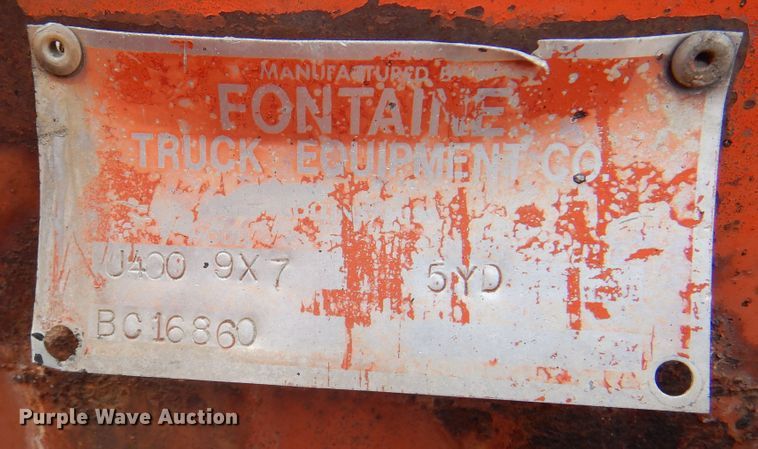 MANUFACTURED BY
FONTAINE
TRUCK EQUIPMENT CO.
U400 9X7 5YD
BC16860
Purple Wave Auction